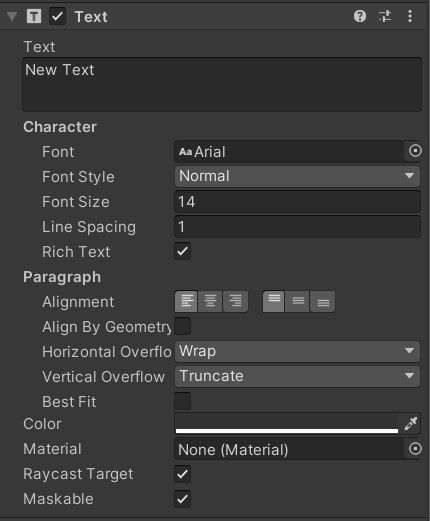 Text
Text
New Text
Character
Font Aa Arial
Font Style Normal
Font Size 14
Line Spacing 1
Rich Text
Paragraph
Alignment
Align By Geometry
Horizontal Overflo Wrap
Vertical Overflow Truncate
Best Fit
Color
Material None (Material)
Raycast Target
Maskable